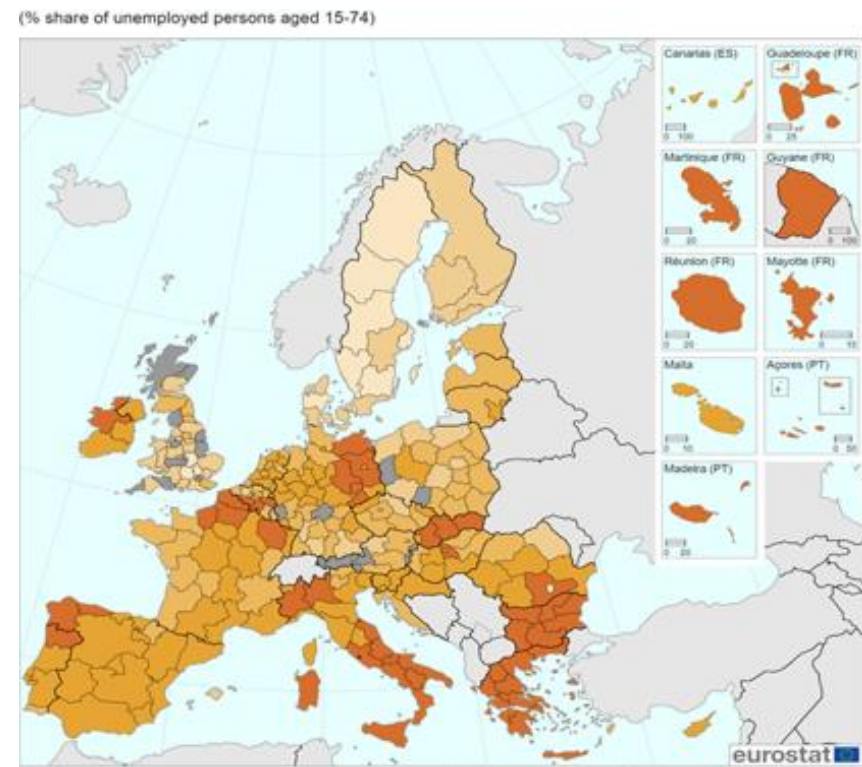 (% share of unemployed persons aged 15-74)
Canarias (ES)
0 100
Guadeloupe (FR)
0 25
Martinique (FR)
0 20
Guyane (FR)
0 100
Réunion (FR)
0 20
Mayotte (FR)
0 10
Malta
0 10
Açores (PT)
0 50
Madeira (PT)
0 20
eurostat